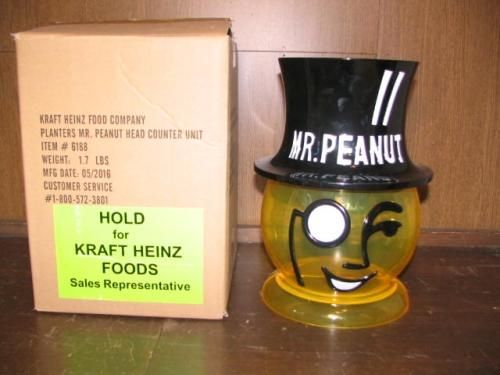 KRAFT HEINZ FOOD COMPANY
PLANTERS MR. PEANUT HEAD COUNTER UNIT
ITEM # 6188
WEIGHT: 1.7 LBS
MFG DATE: 05/2016
CUSTOMER SERVICE
#1-800-572-3801
HOLD
for
KRAFT HEINZ
FOODS
Sales Representative
MR. PEANUT